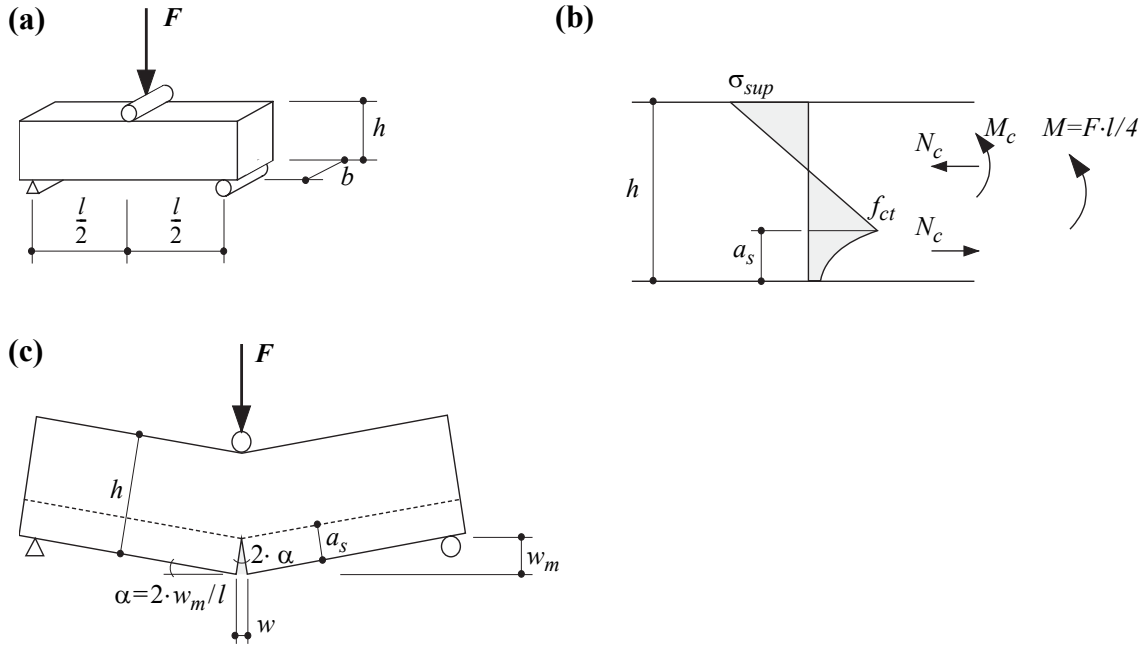 (a)
F
h
b
l/2
l/2
(b)
σ_sup
h
N_c
M_c
M=F·l/4
f_ct
N_c
a_s
(c)
F
h
a_s
2· α
w_m
α=2·w_m/l
w